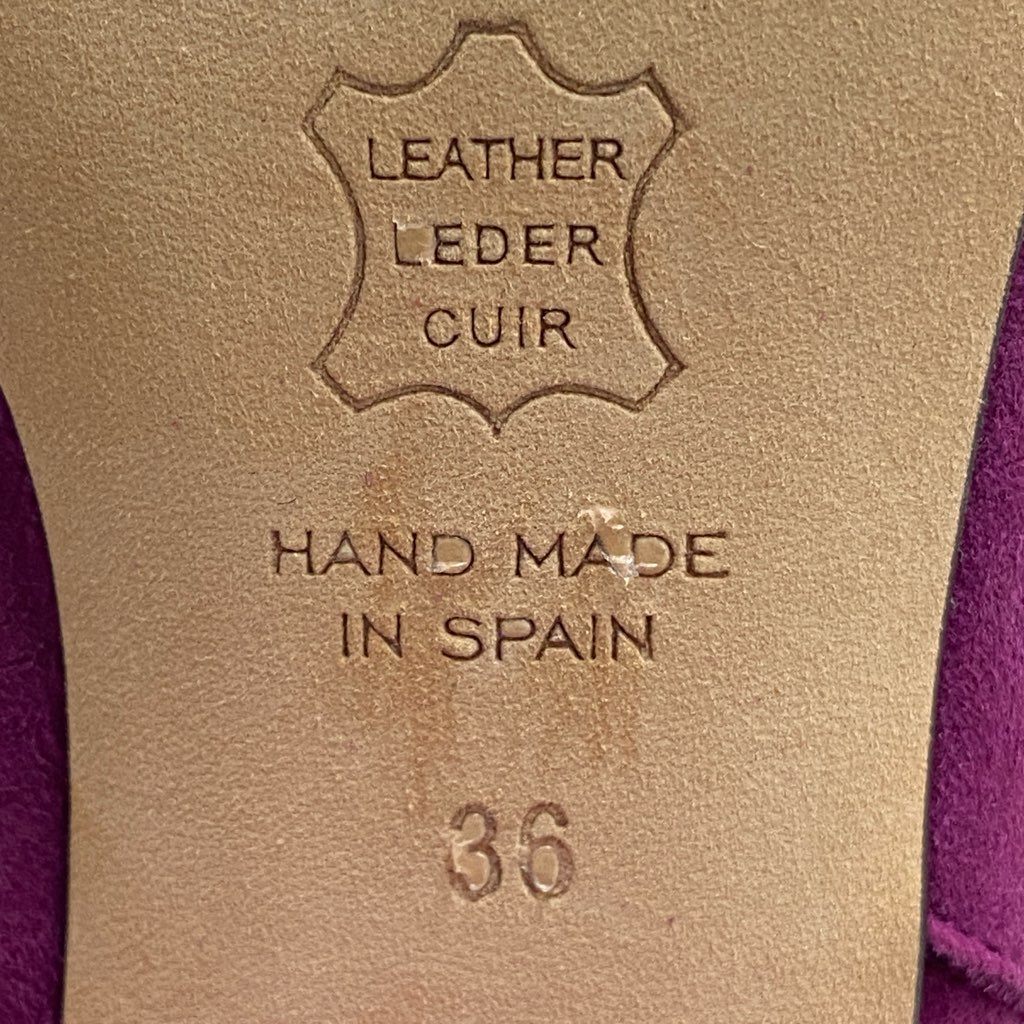 LEATHER
LEDER
CUIR
HAND MADE
IN SPAIN
36